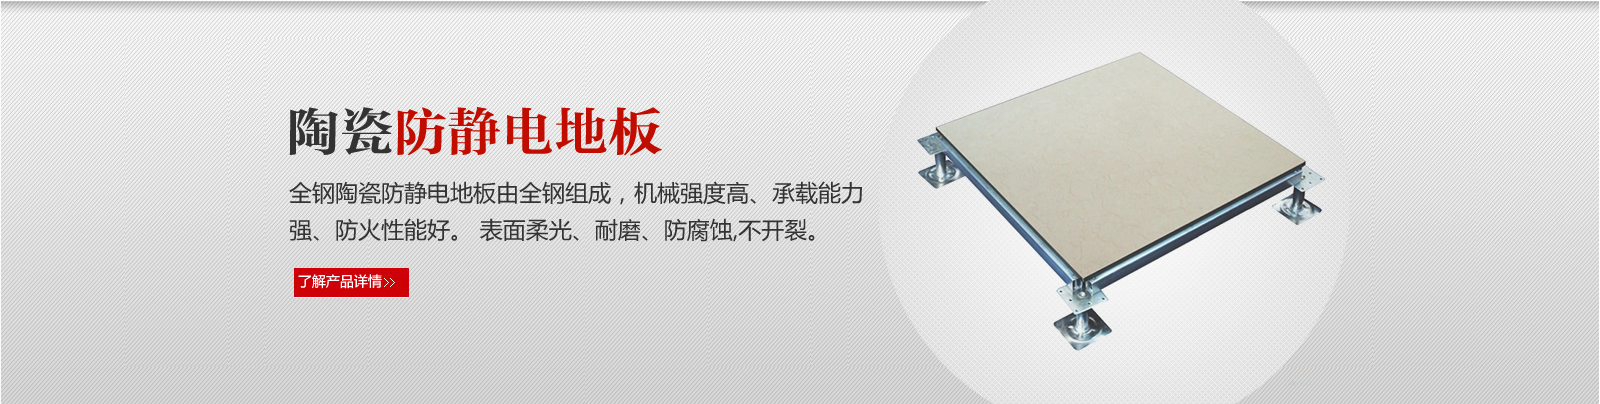 陶瓷防静电地板
全钢陶瓷防静电地板由全钢组成，机械强度高、承载能力
强、防火性能好。 表面柔光、耐磨、防腐蚀,不开裂。
了解产品详情>>